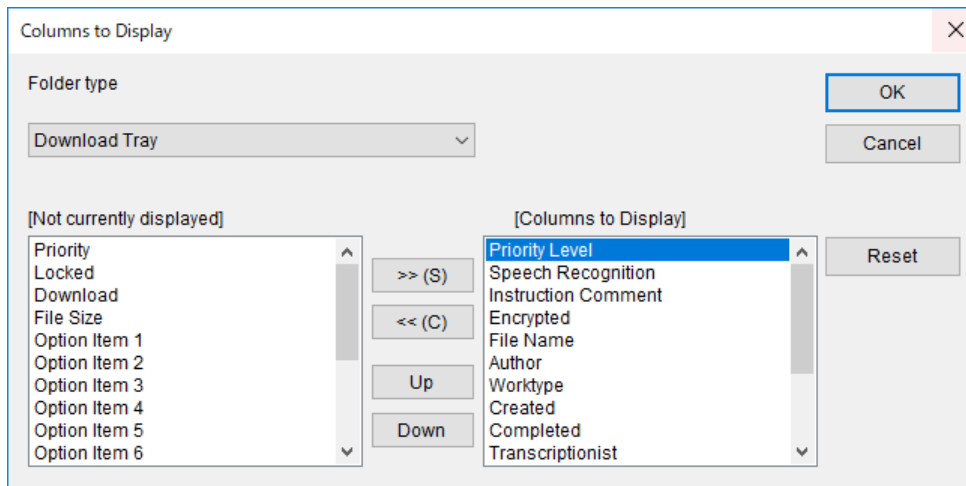 Columns to Display
Folder type
OK
Download Tray
Cancel
[Not currently displayed]
[Columns to Display]
Priority
Locked
Download
File Size
Option Item 1
Option Item 2
Option Item 3
Option Item 4
Option Item 5
Option Item 6
>> (S)
<< (C)
Up
Down
Priority Level
Speech Recognition
Instruction Comment
Encrypted
File Name
Author
Worktype
Created
Completed
Transcriptionist
Reset